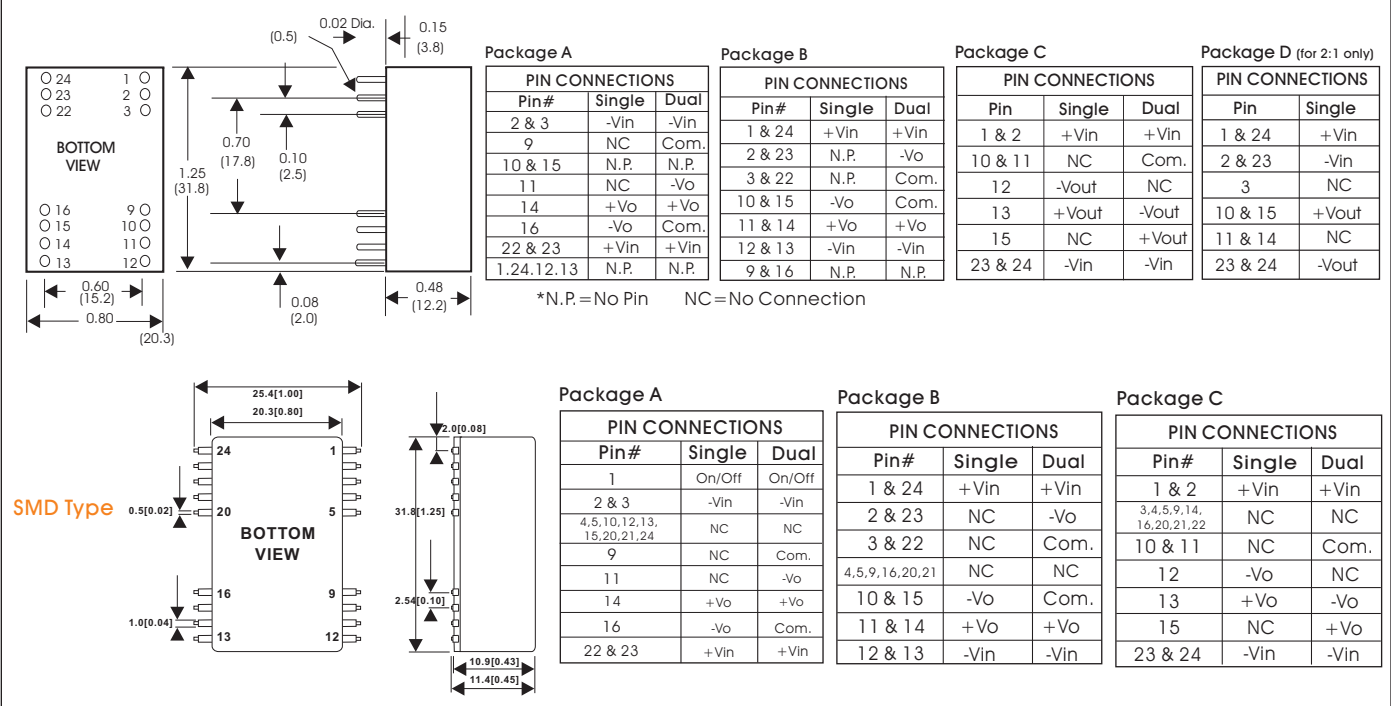 0.02 Dia.
(0.5)
0.15
(3.8)
24 1
23 2
22 3
BOTTOM
VIEW
16 9
15 10
14 11
13 12
0.70
(17.8)
0.10
(2.5)
1.25
(31.8)
0.60
(15.2)
0.80
(20.3)
0.08
(2.0)
0.48
(12.2)
Package A
PIN CONNECTIONS
Pin# Single Dual
2 & 3 -Vin -Vin
9 NC Com.
10 & 15 N.P. N.P.
11 NC -Vo
14 +Vo +Vo
16 -Vo Com.
22 & 23 +Vin +Vin
1.24.12.13 N.P. N.P.
Package B
PIN CONNECTIONS
Pin# Single Dual
1 & 24 +Vin +Vin
2 & 23 N.P. -Vo
3 & 22 N.P. Com.
10 & 15 -Vo Com.
11 & 14 +Vo +Vo
12 & 13 -Vin -Vin
9 & 16 N.P. N.P.
Package C
PIN CONNECTIONS
Pin Single Dual
1 & 2 +Vin +Vin
10 & 11 NC Com.
12 -Vout NC
13 +Vout -Vout
15 NC +Vout
23 & 24 -Vin -Vin
Package D (for 2:1 only)
PIN CONNECTIONS
Pin Single
1 & 24 +Vin
2 & 23 -Vin
3 NC
10 & 15 +Vout
11 & 14 NC
23 & 24 -Vout
*N.P.=No Pin NC=No Connection
SMD Type
25.4[1.00]
20.3[0.80]
24 1
0.5[0.02]
20 5
BOTTOM
VIEW
16 9
1.0[0.04]
13 12
2.0[0.08]
31.8[1.25]
2.54[0.10]
10.9[0.43]
11.4[0.45]
Package A
PIN CONNECTIONS
Pin# Single Dual
1 On/Off On/Off
2 & 3 -Vin -Vin
4,5,10,12,13,
15,20,21,24 NC NC
9 NC Com.
11 NC -Vo
14 +Vo +Vo
16 -Vo Com.
22 & 23 +Vin +Vin
Package B
PIN CONNECTIONS
Pin# Single Dual
1 & 24 +Vin +Vin
2 & 23 NC -Vo
3 & 22 NC Com.
4,5,9,16,20,21 NC NC
10 & 15 -Vo Com.
11 & 14 +Vo +Vo
12 & 13 -Vin -Vin
Package C
PIN CONNECTIONS
Pin# Single Dual
1 & 2 +Vin +Vin
3,4,5,9,14,
16,20,21,22 NC NC
10 & 11 NC Com.
12 -Vo NC
13 +Vo -Vo
15 NC +Vo
23 & 24 -Vin -Vin